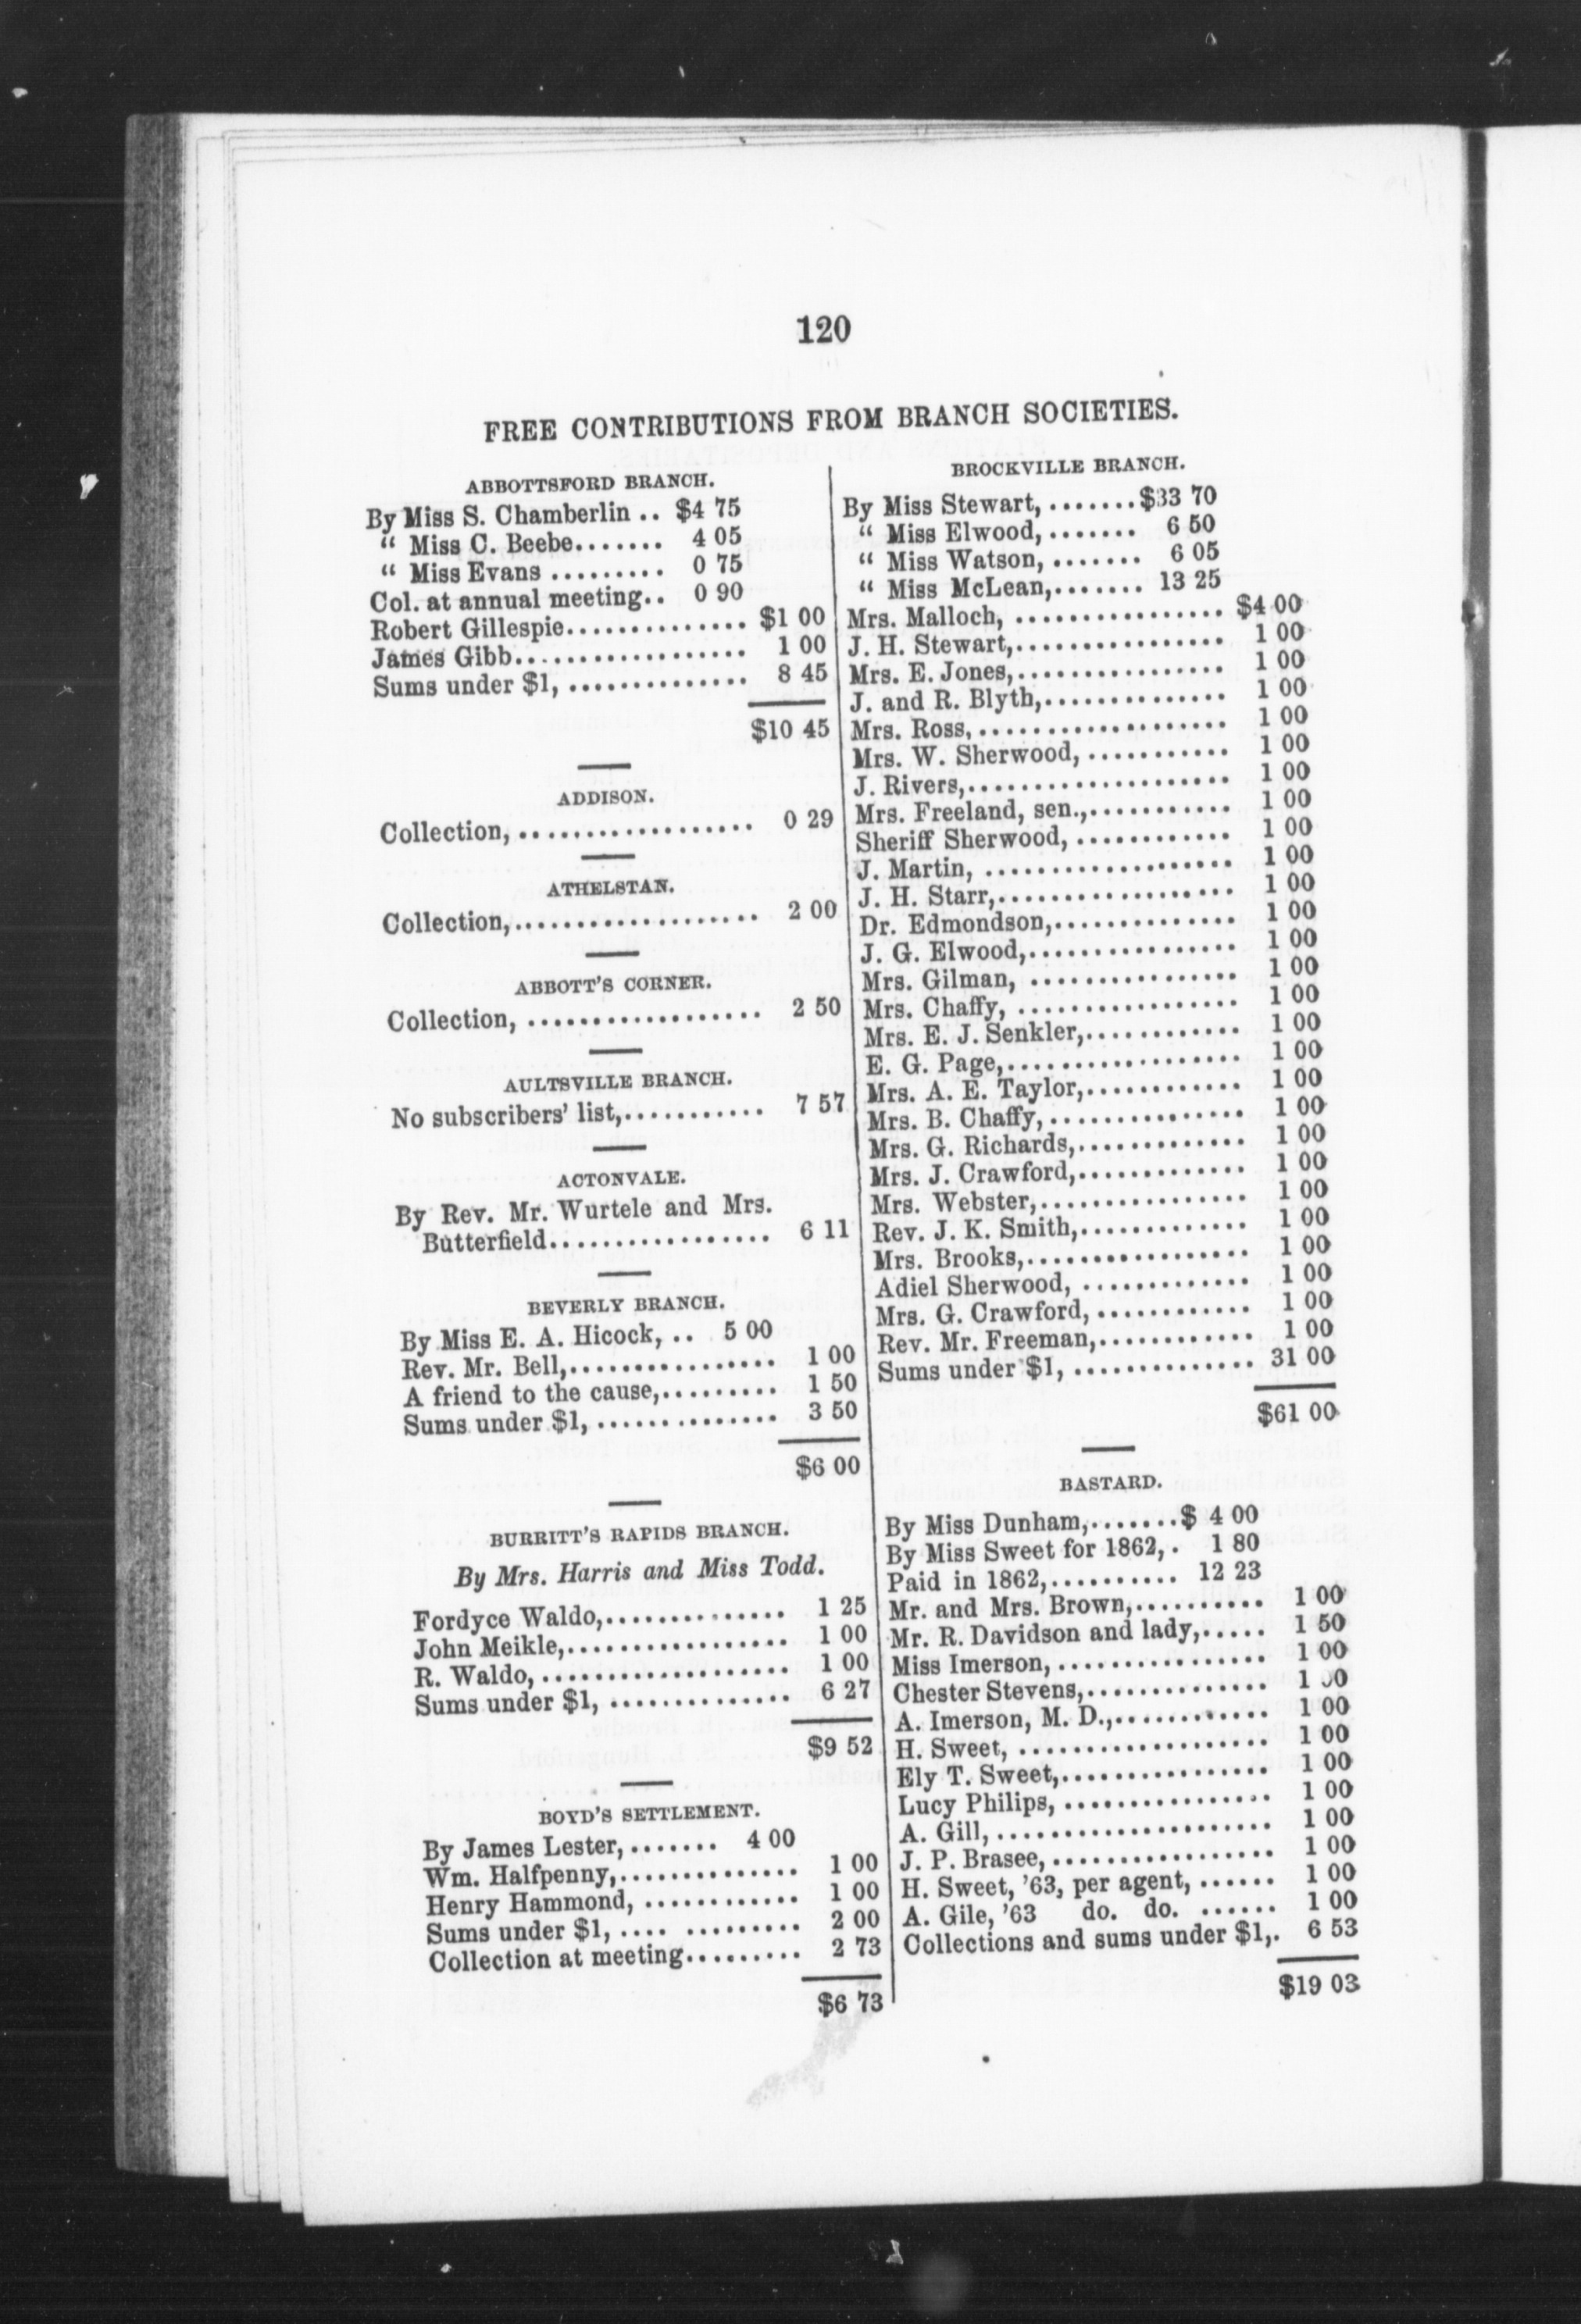 120
FREE CONTRIBUTIONS FROM BRANCH SOCIETIES.
ABBOTTSFORD BRANCH.
By Miss S. Chamberlin .. $4 75
“ Miss C. Beebe....... 4 05
“ Miss Evans ......... 0 75
Col. at annual meeting.. 0 90
Robert Gillespie.............. $1 00
James Gibb.................. 1 00
Sums under $1, .............. 8 45
$10 45
ADDISON.
Collection, .................. 0 29
ATHELSTAN.
Collection,................... 2 00
ABBOTT'S CORNER.
Collection, .................. 2 50
AULTSVILLE BRANCH.
No subscribers' list,........... 7 57
ACTONVALE.
By Rev. Mr. Wurtele and Mrs.
Butterfield................. 6 11
BEVERLY BRANCH.
By Miss E. A. Hicock, .. 5 00
Rev. Mr. Bell,................ 1 00
A friend to the cause,......... 1 50
Sums under $1, .............. 3 50
$6 00
BURRITT'S RAPIDS BRANCH.
By Mrs. Harris and Miss Todd.
Fordyce Waldo,.............. 1 25
John Meikle,................. 1 00
R. Waldo, ................... 1 00
Sums under $1, .............. 6 27
$9 52
BOYD'S SETTLEMENT.
By James Lester, ....... 4 00
Wm. Halfpenny,.............. 1 00
Henry Hammond, ............ 1 00
Sums under $1, .... ......... 2 00
Collection at meeting......... 2 73
$6 73
BROCKVILLE BRANCH.
By Miss Stewart, .......$33 70
“ Miss Elwood, ....... 6 50
“ Miss Watson, ....... 6 05
“ Miss McLean,....... 13 25
Mrs. Malloch, ................ $4 00
J. H. Stewart,................ 1 00
Mrs. E. Jones,................ 1 00
J. and R. Blyth,.............. 1 00
Mrs. Ross, ................... 1 00
Mrs. W. Sherwood, ........... 1 00
J. Rivers,.................... 1 00
Mrs. Freeland, sen.,........... 1 00
Sheriff Sherwood, ............ 1 00
J. Martin, ................... 1 00
J. H. Starr,.................. 1 00
Dr. Edmondson,.............. 1 00
J. G. Elwood,................ 1 00
Mrs. Gilman, ................ 1 00
Mrs. Chaffy, ................. 1 00
Mrs. E. J. Senkler,............ 1 00
E. G. Page,.................. 1 00
Mrs. A. E. Taylor,............ 1 00
Mrs. B. Chaffy, ............... 1 00
Mrs. G. Richards,............. 1 00
Mrs. J. Crawford,............. 1 00
Mrs. Webster,................ 1 00
Rev. J. K. Smith,............. 1 00
Mrs. Brooks,................. 1 00
Adiel Sherwood, ............. 1 00
Mrs. G. Crawford, ............ 1 00
Rev. Mr. Freeman,............ 1 00
Sums under $1, .............. 31 00
$61 00
BASTARD.
By Miss Dunham,.......$ 4 00
By Miss Sweet for 1862, . 1 80
Paid in 1862,.......... 12 23
Mr. and Mrs. Brown,.......... 1 00
Mr. R. Davidson and lady,..... 1 50
Miss Imerson, ................ 1 00
Chester Stevens,.............. 1 00
A. Imerson, M. D.,............ 1 00
H. Sweet, ................... 1 00
Ely T. Sweet,................ 1 00
Lucy Philips, ................ 1 00
A. Gill, ..................... 1 00
J. P. Brasee, ................. 1 00
H. Sweet, '63, per agent, ...... 1 00
A. Gile, '63 do. do. ...... 1 00
Collections and sums under $1,. 6 53
$19 03